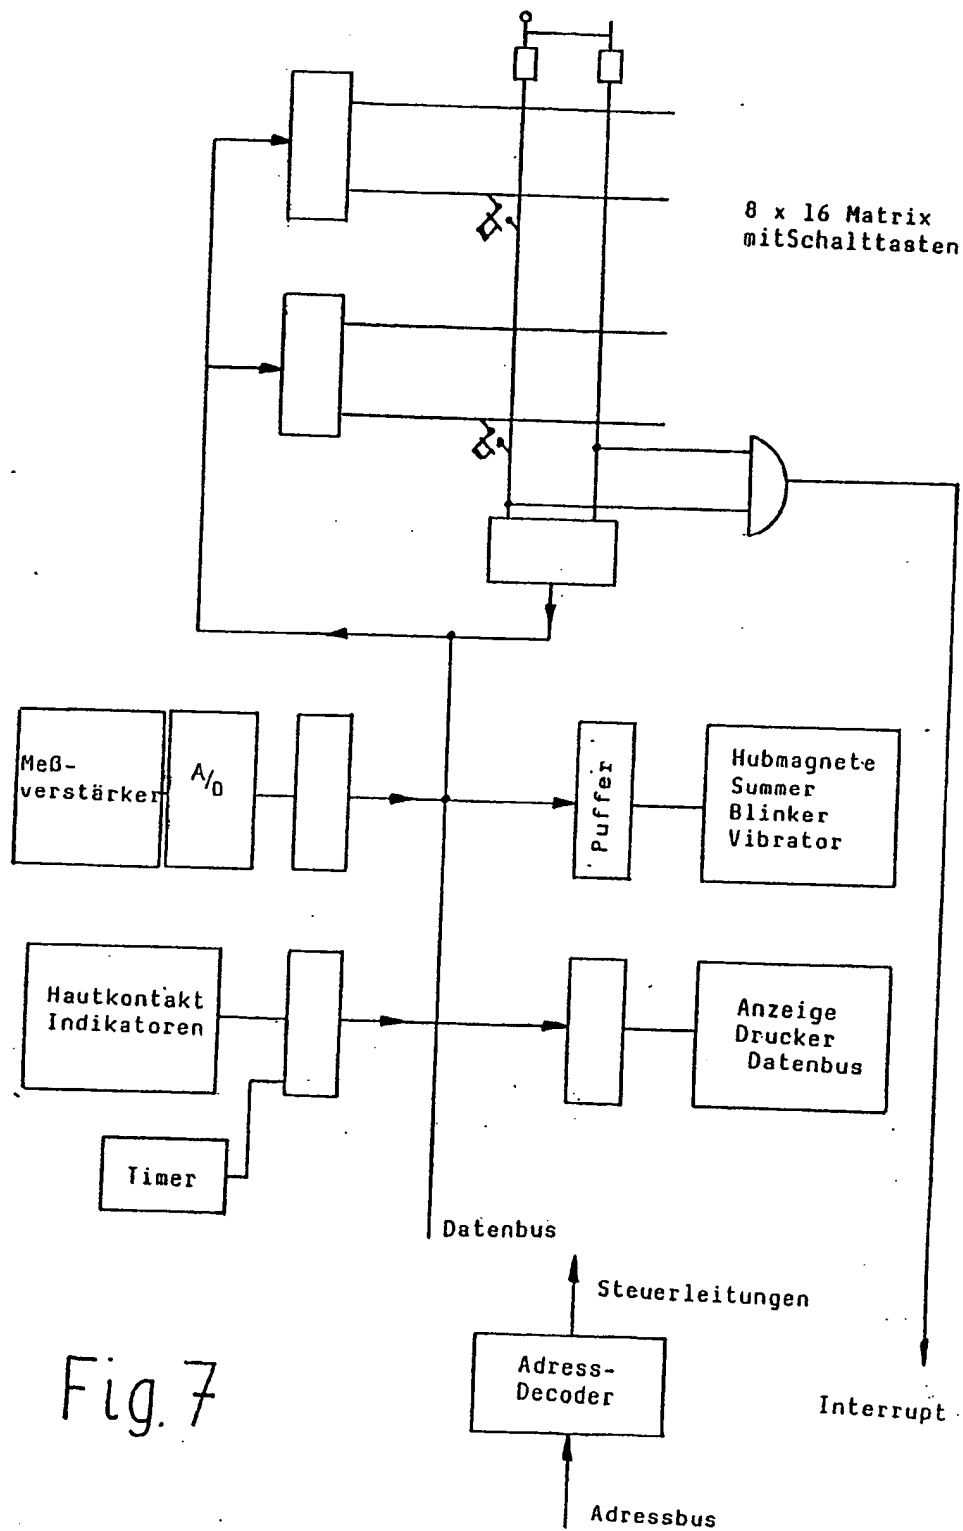 8 x 16 Matrix
mitSchalttasten
Meß-
verstärker
A/D
Puffer
Hubmagnete
Summer
Blinker
Vibrator
Hautkontakt
Indikatoren
Anzeige
Drucker
Datenbus
Timer
Datenbus
Steuerleitungen
Adress-
Decoder
Interrupt
Adressbus
Fig. 7